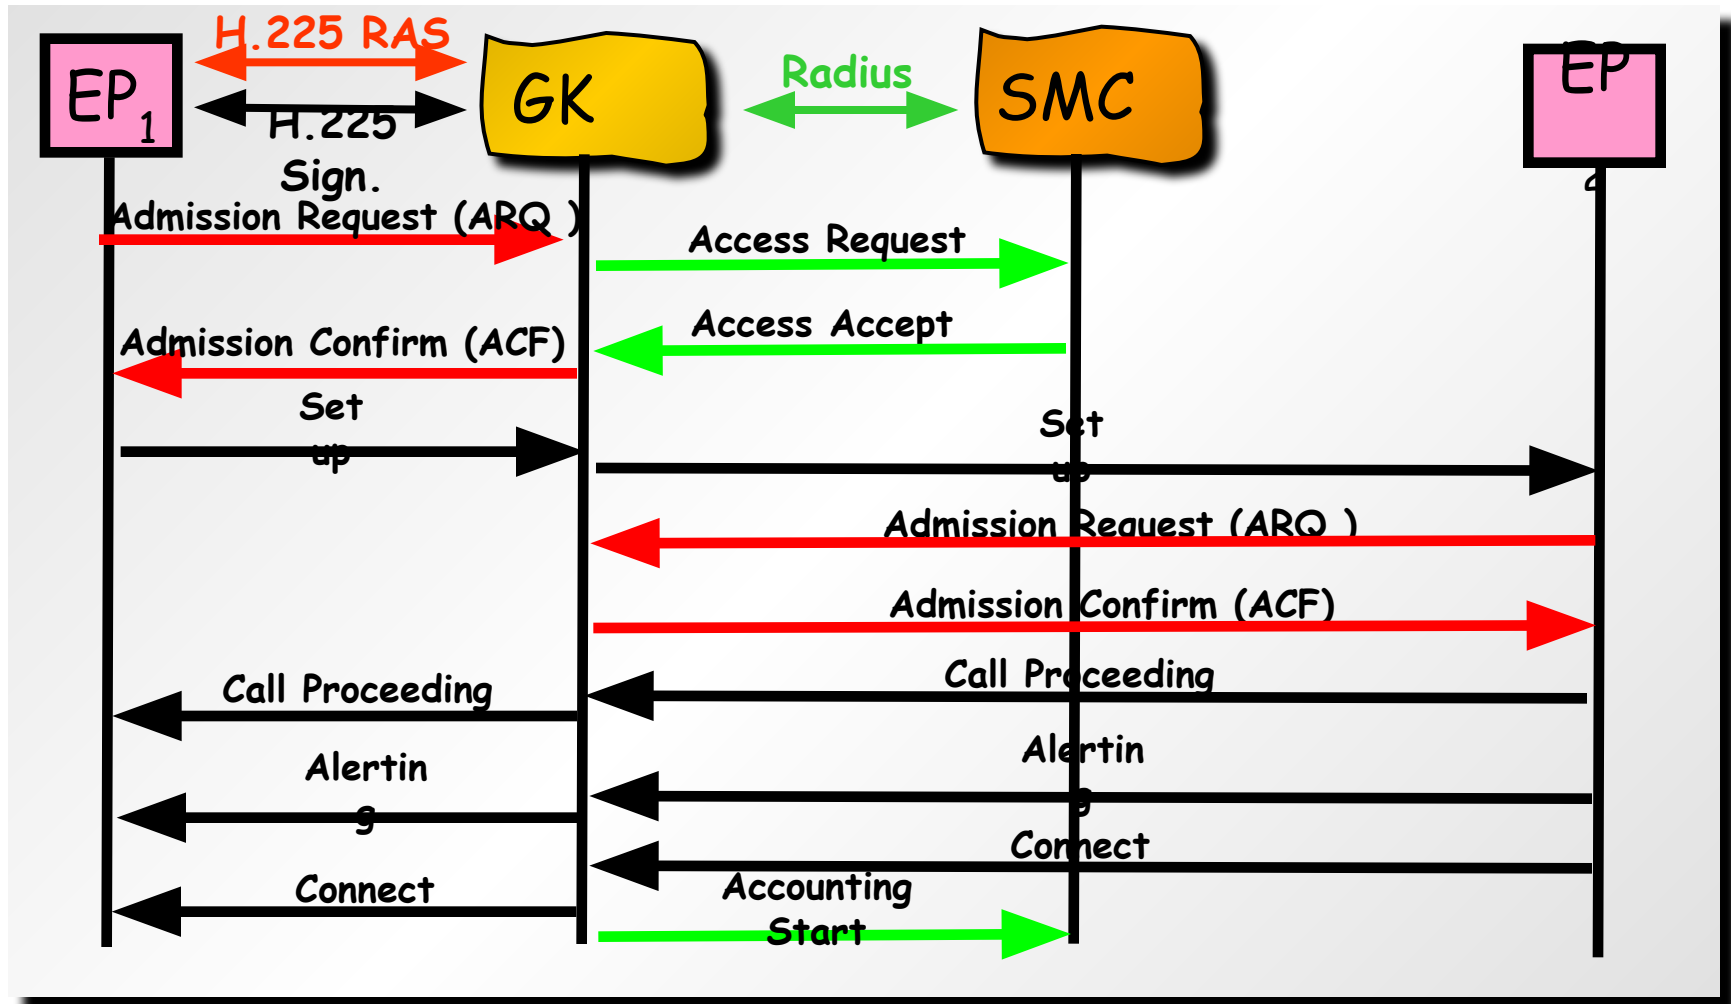 H.225 RAS
EP1
GK
Radius
SMC
EP
H.225
Sign.
Admission Request (ARQ )
Access Request
Access Accept
Admission Confirm (ACF)
Set
up
Set
up
Admission Request (ARQ )
Admission Confirm (ACF)
Call Proceeding
Call Proceeding
Alertin
g
Alertin
g
Connect
Connect
Accounting
Start